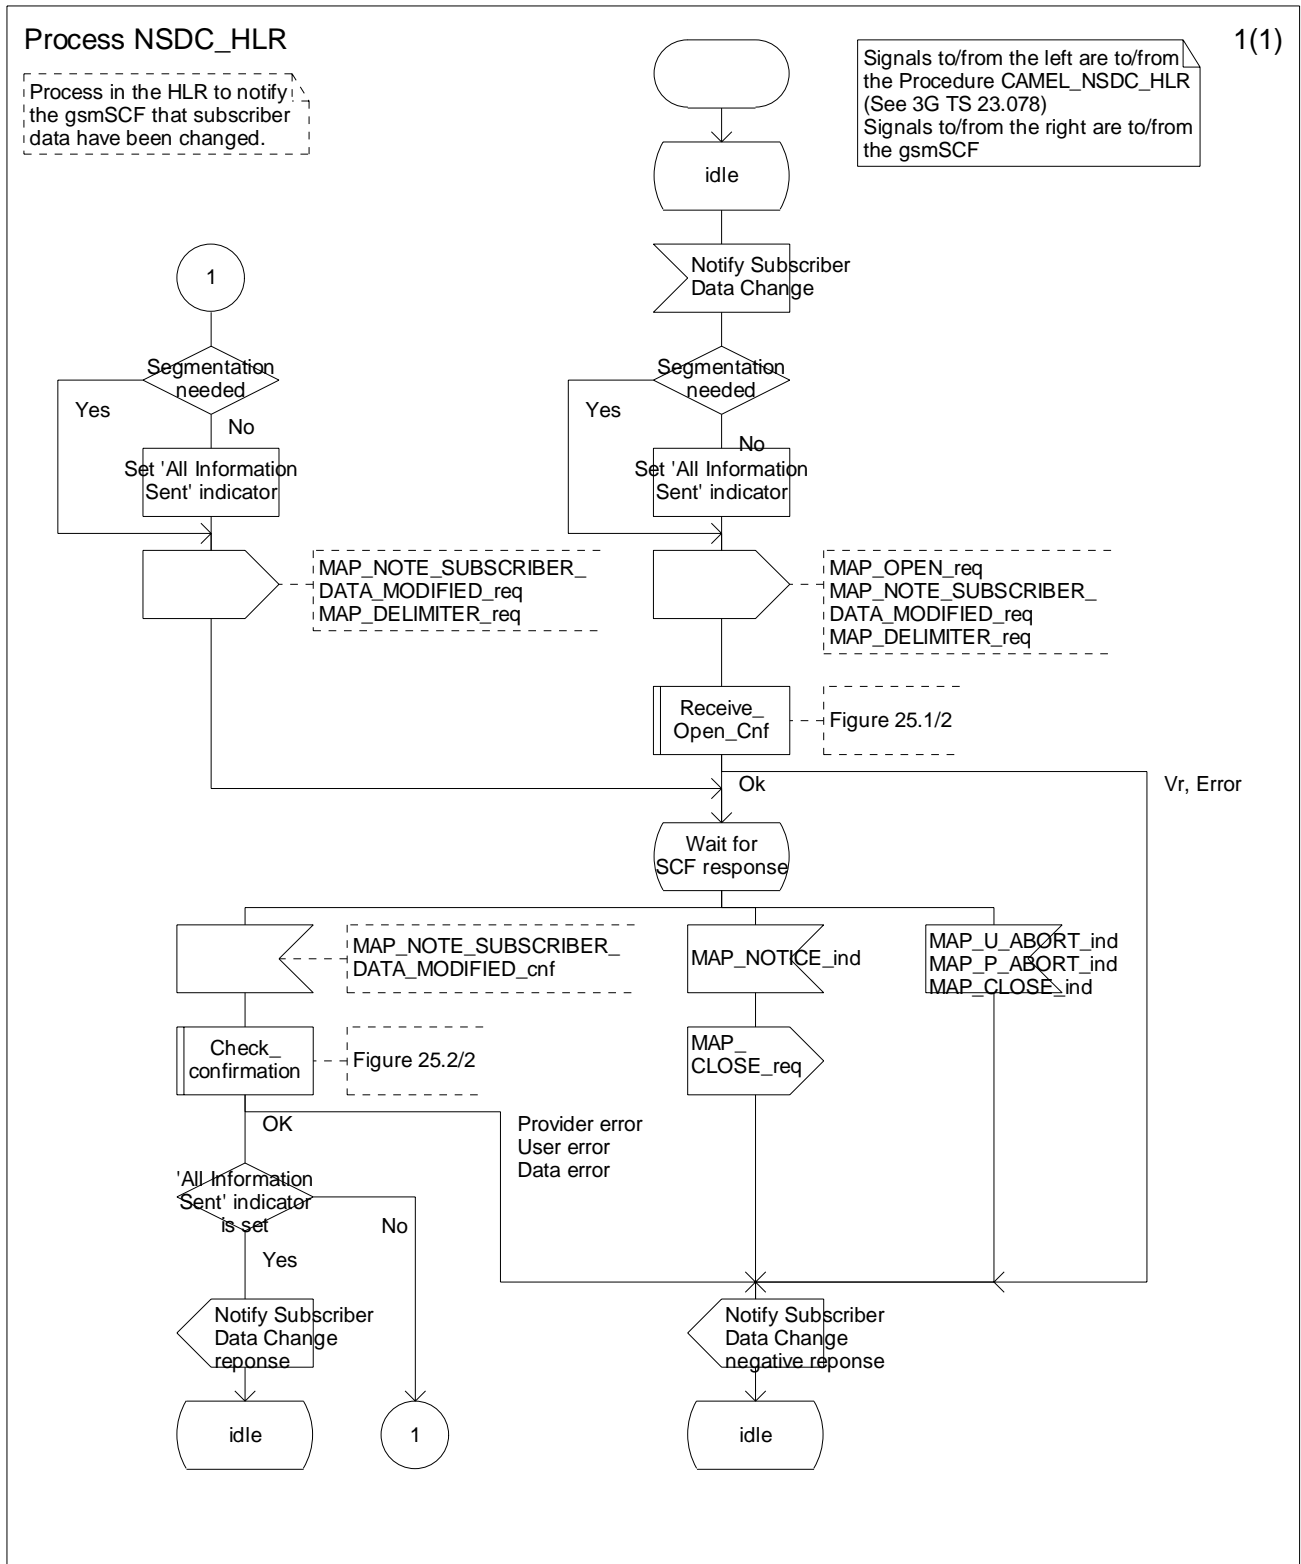 Process NSDC_HLR
1(1)
Process in the HLR to notify
the gsmSCF that subscriber
data have been changed.
Signals to/from the left are to/from
the Procedure CAMEL_NSDC_HLR
(See 3G TS 23.078)
Signals to/from the right are to/from
the gsmSCF
idle
Notify Subscriber
Data Change
1
Segmentation
needed
Yes
No
Set 'All Information
Sent' indicator
Segmentation
needed
Yes
No
Set 'All Information
Sent' indicator
MAP_NOTE_SUBSCRIBER_
DATA_MODIFIED_req
MAP_DELIMITER_req
MAP_OPEN_req
MAP_NOTE_SUBSCRIBER_
DATA_MODIFIED_req
MAP_DELIMITER_req
Receive_
Open_Cnf
Figure 25.1/2
Ok
Vr, Error
Wait for
SCF response
MAP_NOTE_SUBSCRIBER_
DATA_MODIFIED_cnf
MAP_NOTICE_ind
MAP_U_ABORT_ind
MAP_P_ABORT_ind
MAP_CLOSE_ind
Check_
confirmation
Figure 25.2/2
MAP_
CLOSE_req
OK
Provider error
User error
Data error
'All Information
Sent' indicator
is set
No
Yes
Notify Subscriber
Data Change
reponse
Notify Subscriber
Data Change
negative reponse
idle
1
idle